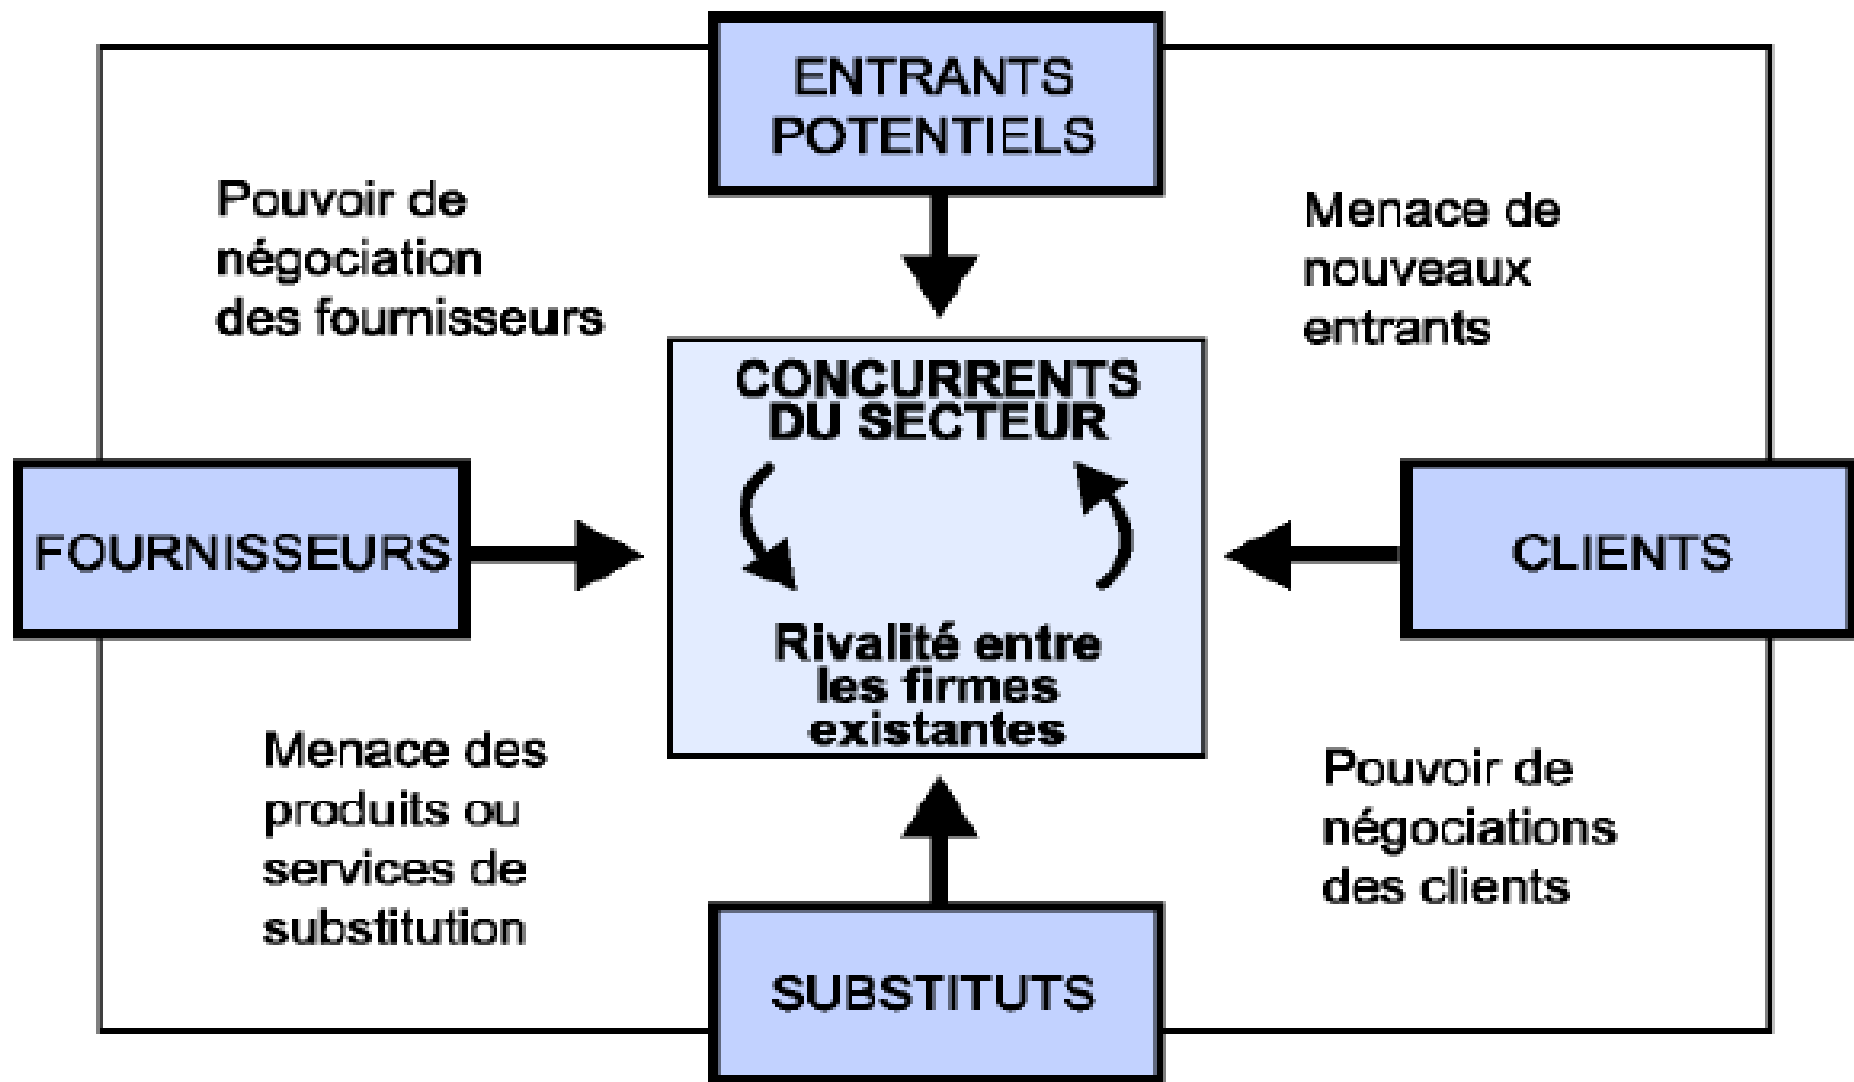 ENTRANTS
POTENTIELS
Pouvoir de
négociation
des fournisseurs
Menace de
nouveaux
entrants
CONCURRENTS
DU SECTEUR
FOURNISSEURS
CLIENTS
Rivalité entre
les firmes
existantes
Menace des
produits ou
services de
substitution
Pouvoir de
négociations
des clients
SUBSTITUTS